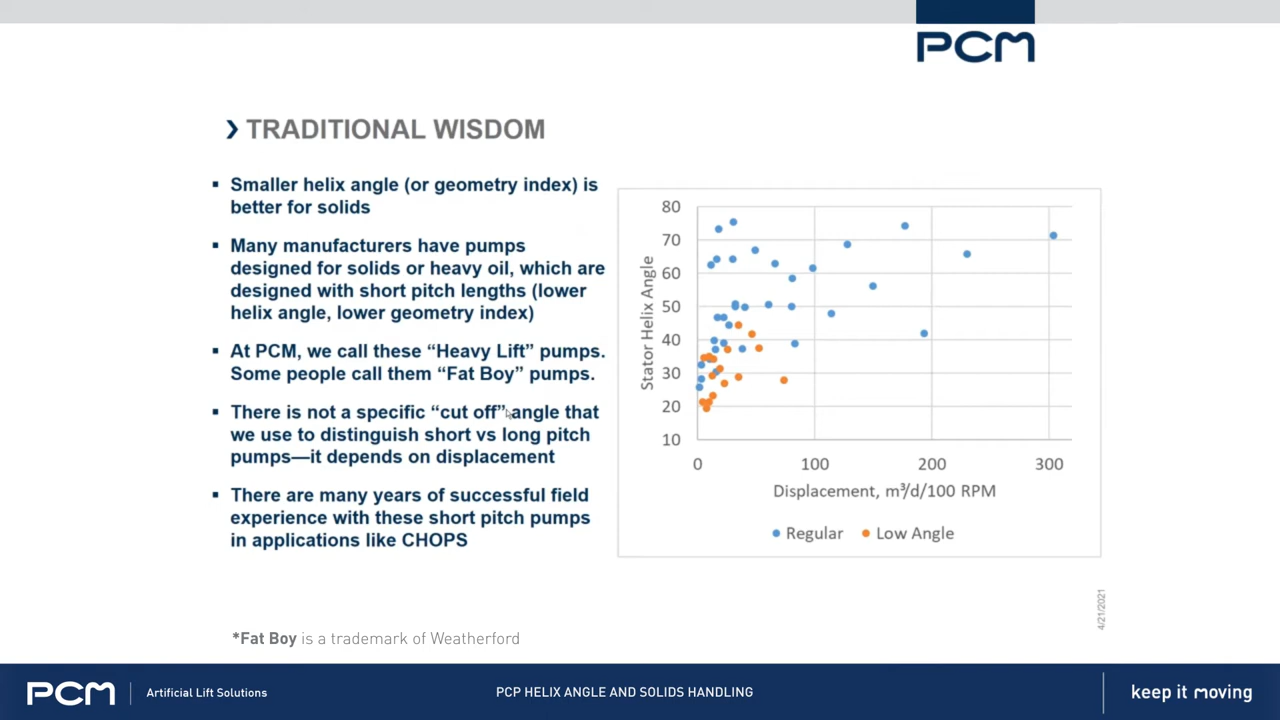 PCM
❯ TRADITIONAL WISDOM
▪ Smaller helix angle (or geometry index) is
better for solids
▪ Many manufacturers have pumps
designed for solids or heavy oil, which are
designed with short pitch lengths (lower
helix angle, lower geometry index)
▪ At PCM, we call these “Heavy Lift” pumps.
Some people call them “Fat Boy” pumps.
▪ There is not a specific “cut off” angle that
we use to distinguish short vs long pitch
pumps—it depends on displacement
▪ There are many years of successful field
experience with these short pitch pumps
in applications like CHOPS
Stator Helix Angle
80
70
60
50
40
30
20
10
0 100 200 300
Displacement, m³/d/100 RPM
Regular Low Angle
4/21/2021
*Fat Boy is a trademark of Weatherford
PCM Artificial Lift Solutions PCP HELIX ANGLE AND SOLIDS HANDLING keep it moving